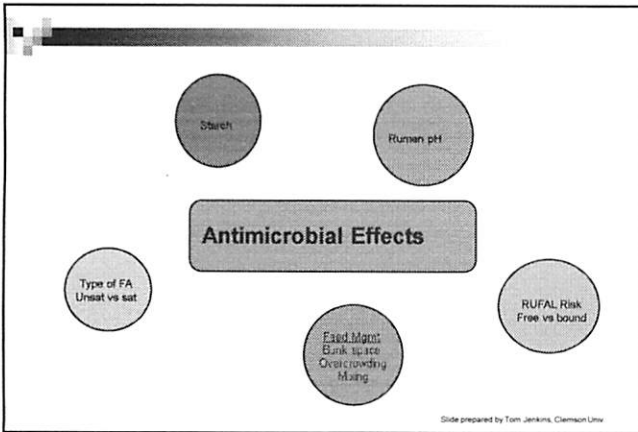 Starch
Rumen pH
Antimicrobial Effects
Type of FA
Unsat vs sat
RUFAL Risk
Free vs bound
Feed Mgmt
Bunk space
Overcrowding
Mixing
Slide prepared by Tom Jenkins, Clemson Univ